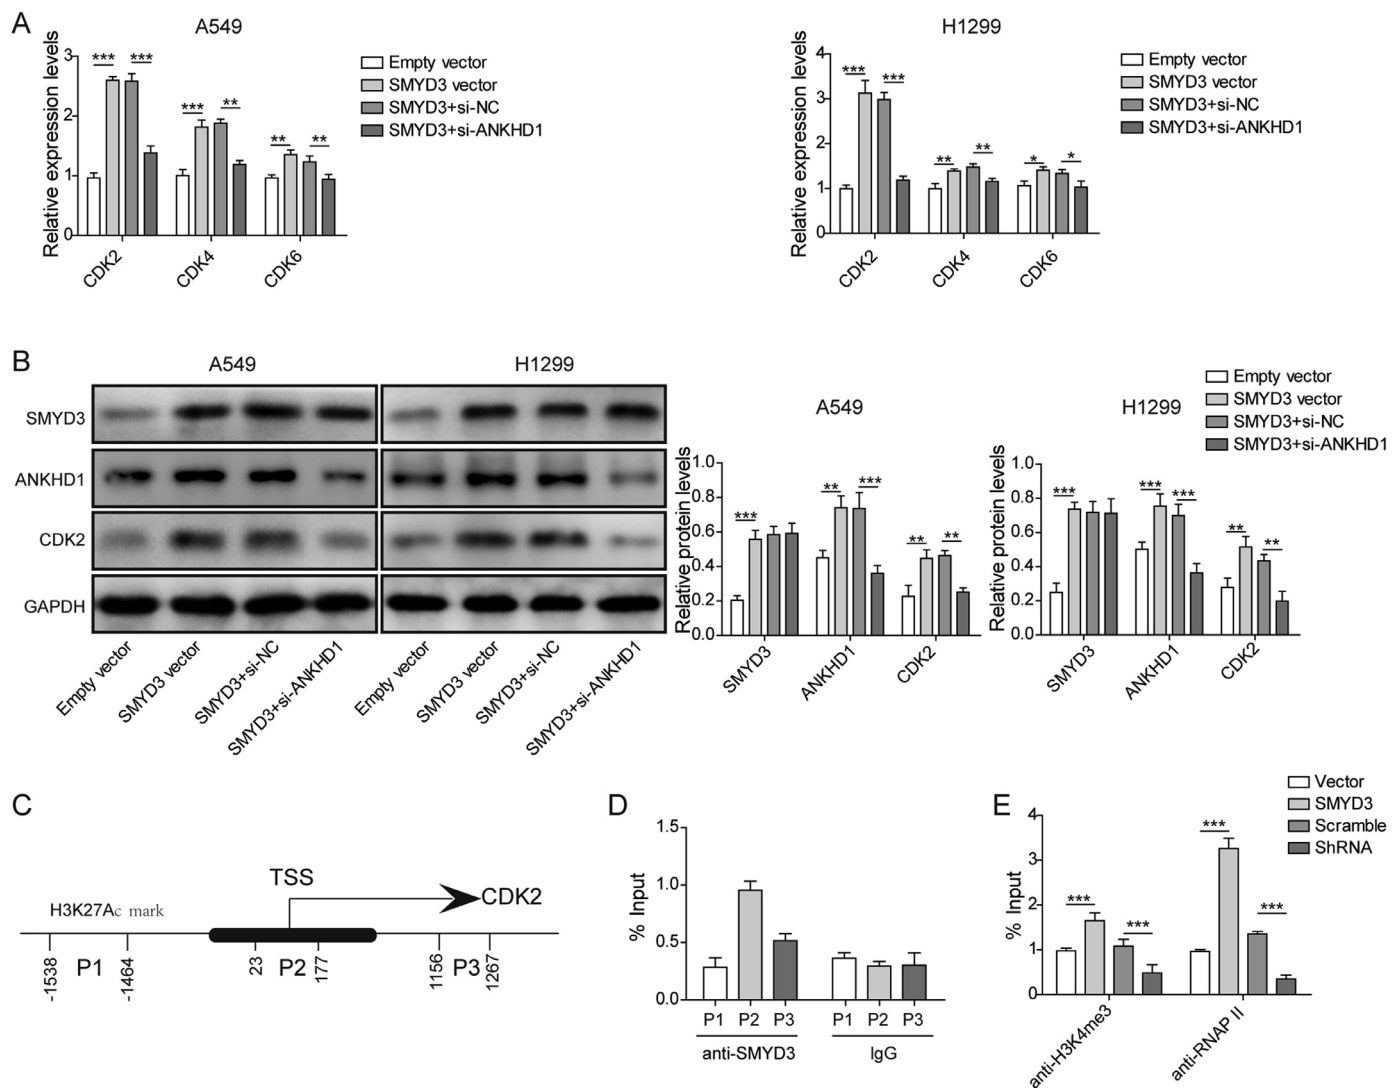 A
A549
Relative expression levels
3
2
1
0
*** ***
*** **
** **
CDK2
CDK4
CDK6
Empty vector
SMYD3 vector
SMYD3+si-NC
SMYD3+si-ANKHD1
H1299
Relative expression levels
4
3
2
1
0
*** ***
** **
* *
CDK2
CDK4
CDK6
Empty vector
SMYD3 vector
SMYD3+si-NC
SMYD3+si-ANKHD1
B
A549
H1299
SMYD3
ANKHD1
CDK2
GAPDH
Empty vector
SMYD3 vector
SMYD3+si-NC
SMYD3+si-ANKHD1
Empty vector
SMYD3 vector
SMYD3+si-NC
SMYD3+si-ANKHD1
A549
Relative protein levels
1.0
0.8
0.6
0.4
0.2
0.0
***
** ***
** **
SMYD3
ANKHD1
CDK2
H1299
Relative protein levels
1.0
0.8
0.6
0.4
0.2
0.0
***
*** ***
** **
SMYD3
ANKHD1
CDK2
Empty vector
SMYD3 vector
SMYD3+si-NC
SMYD3+si-ANKHD1
C
TSS
CDK2
H3K27Ac mark
-1538
P1
-1464
23
P2
177
1156
P3
1267
D
% Input
1.5
1.0
0.5
0.0
P1 P2 P3 P1 P2 P3
anti-SMYD3 IgG
E
% Input
4
3
2
1
0
*** ***
*** ***
anti-H3K4me3
anti-RNAP II
Vector
SMYD3
Scramble
ShRNA